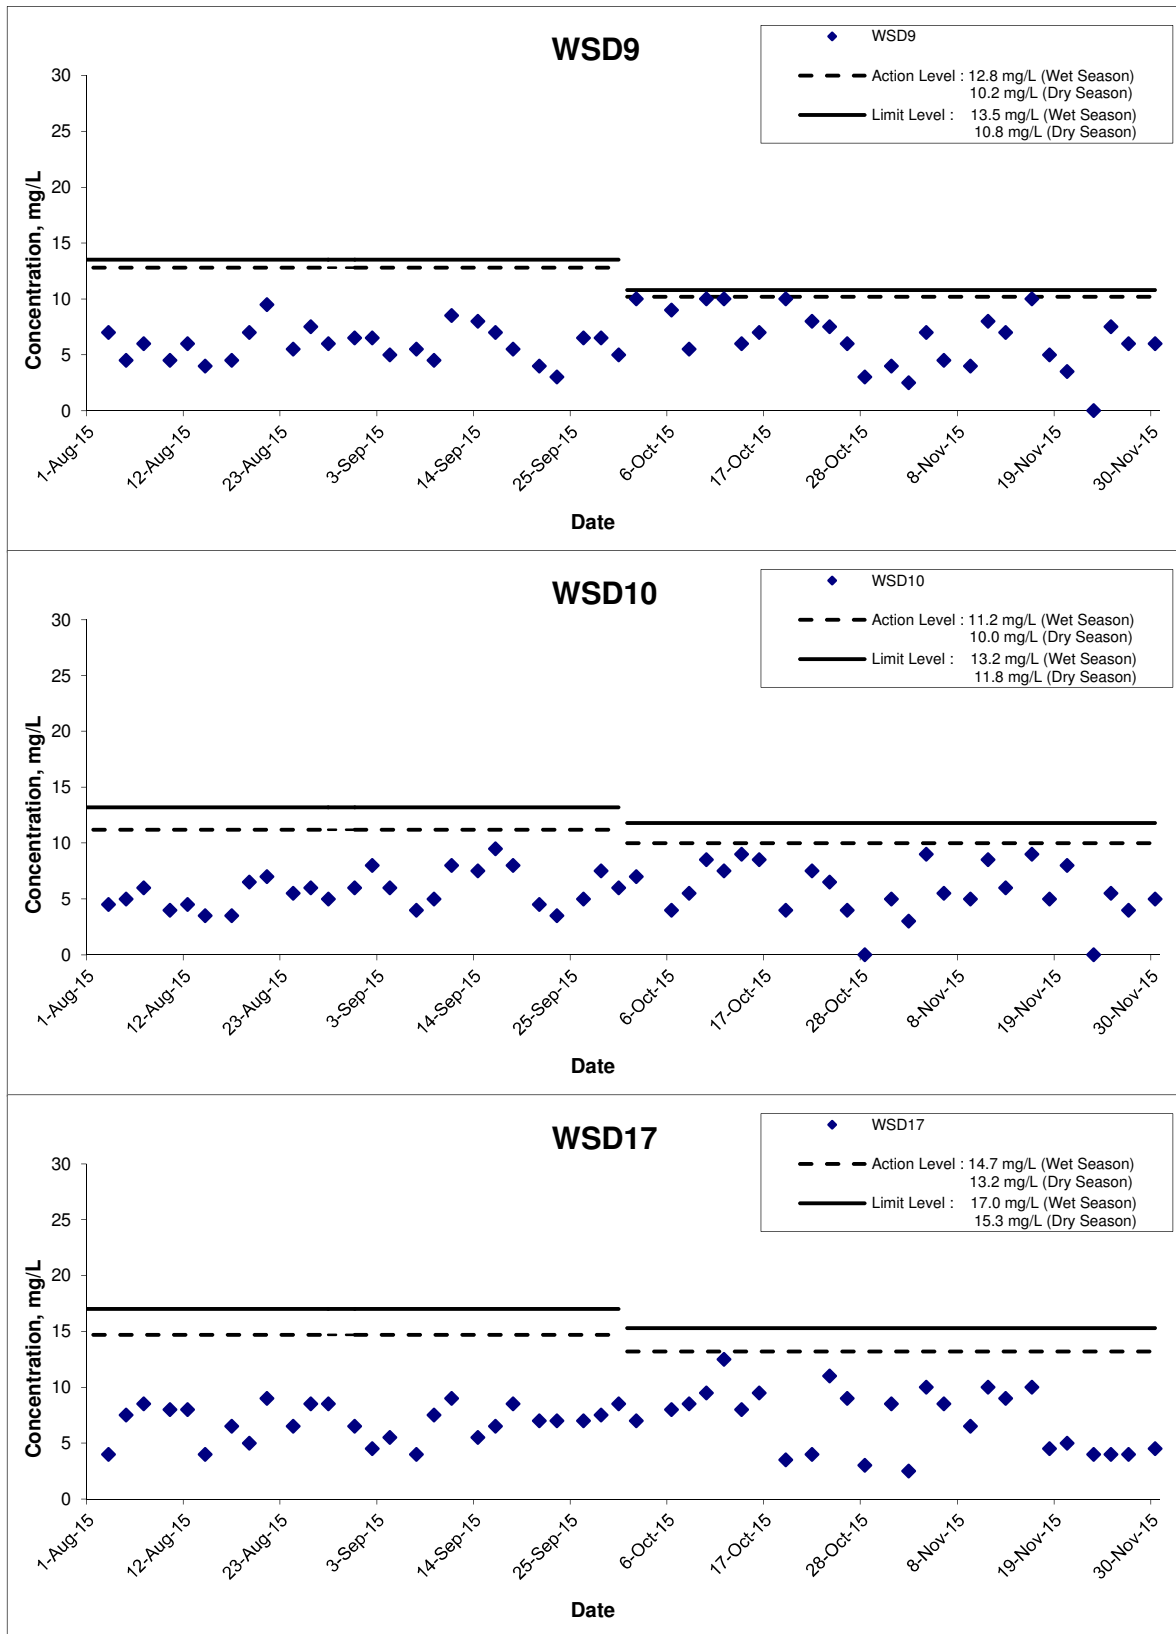 WSD9
WSD9
Action Level : 12.8 mg/L (Wet Season)
10.2 mg/L (Dry Season)
Limit Level : 13.5 mg/L (Wet Season)
10.8 mg/L (Dry Season)
30
25
20
15
10
5
0
Concentration, mg/L
1-Aug-15
12-Aug-15
23-Aug-15
3-Sep-15
14-Sep-15
25-Sep-15
6-Oct-15
17-Oct-15
28-Oct-15
8-Nov-15
19-Nov-15
30-Nov-15
Date
WSD10
WSD10
Action Level : 11.2 mg/L (Wet Season)
10.0 mg/L (Dry Season)
Limit Level : 13.2 mg/L (Wet Season)
11.8 mg/L (Dry Season)
30
25
20
15
10
5
0
Concentration, mg/L
1-Aug-15
12-Aug-15
23-Aug-15
3-Sep-15
14-Sep-15
25-Sep-15
6-Oct-15
17-Oct-15
28-Oct-15
8-Nov-15
19-Nov-15
30-Nov-15
Date
WSD17
WSD17
Action Level : 14.7 mg/L (Wet Season)
13.2 mg/L (Dry Season)
Limit Level : 17.0 mg/L (Wet Season)
15.3 mg/L (Dry Season)
30
25
20
15
10
5
0
Concentration, mg/L
1-Aug-15
12-Aug-15
23-Aug-15
3-Sep-15
14-Sep-15
25-Sep-15
6-Oct-15
17-Oct-15
28-Oct-15
8-Nov-15
19-Nov-15
30-Nov-15
Date